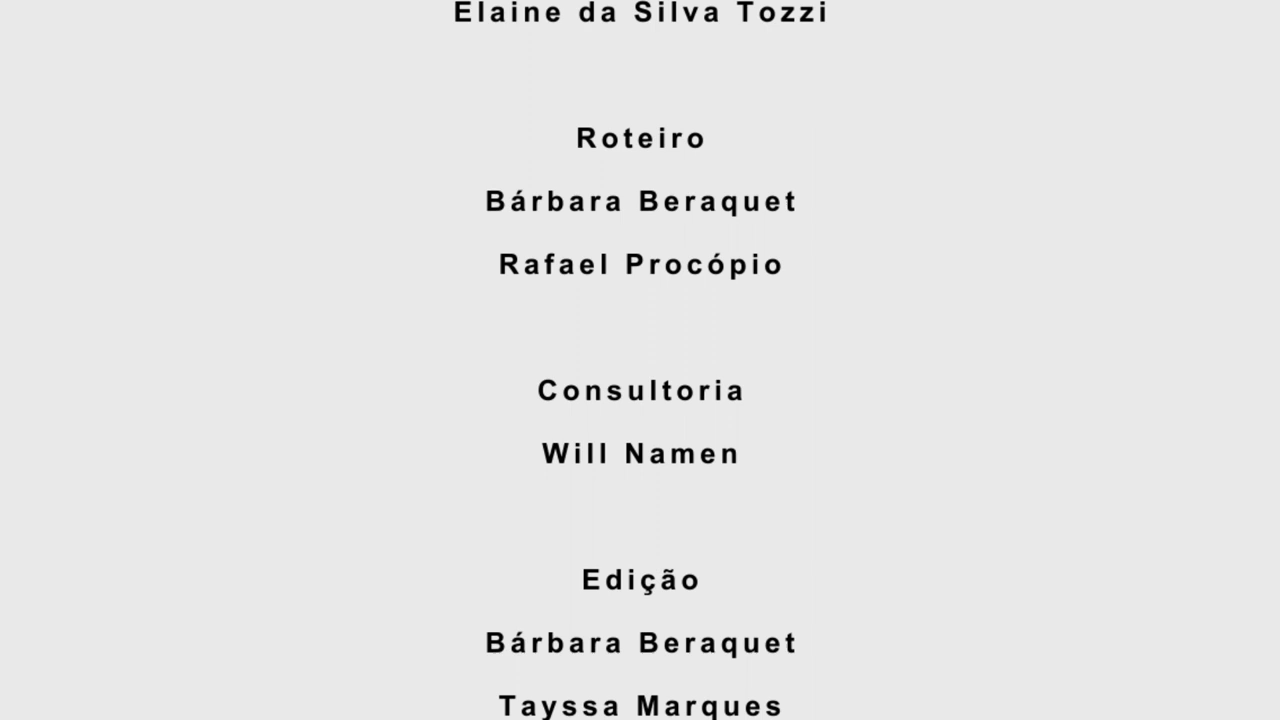 Elaine da Silva Tozzi
Roteiro
Bárbara Beraquet
Rafael Procópio
Consultoria
Will Namen
Edição
Bárbara Beraquet
Tayssa Marques